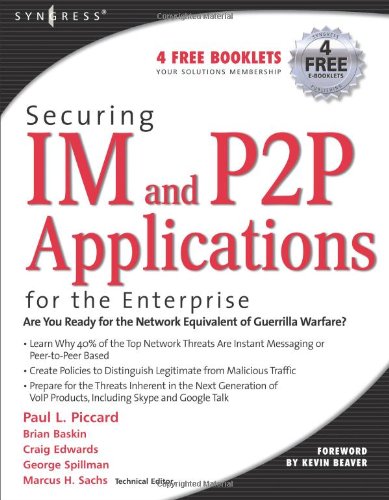 SYNGRESS®
4 FREE BOOKLETS
YOUR SOLUTIONS MEMBERSHIP
SYNGRESS
4
FREE
E-BOOKLETS
Securing
IM and P2P
Applications
for the Enterprise
Are You Ready for the Network Equivalent of Guerrilla Warfare?
• Learn Why 40% of the Top Network Threats Are Instant Messaging or
Peer-to-Peer Based
• Create Policies to Distinguish Legitimate from Malicious Traffic
• Prepare for the Threats Inherent in the Next Generation of
VoIP Products, Including Skype and Google Talk
Paul L. Piccard
Brian Baskin
Craig Edwards
George Spillman
Marcus H. Sachs Technical Editor
FOREWORD
BY KEVIN BEAVER